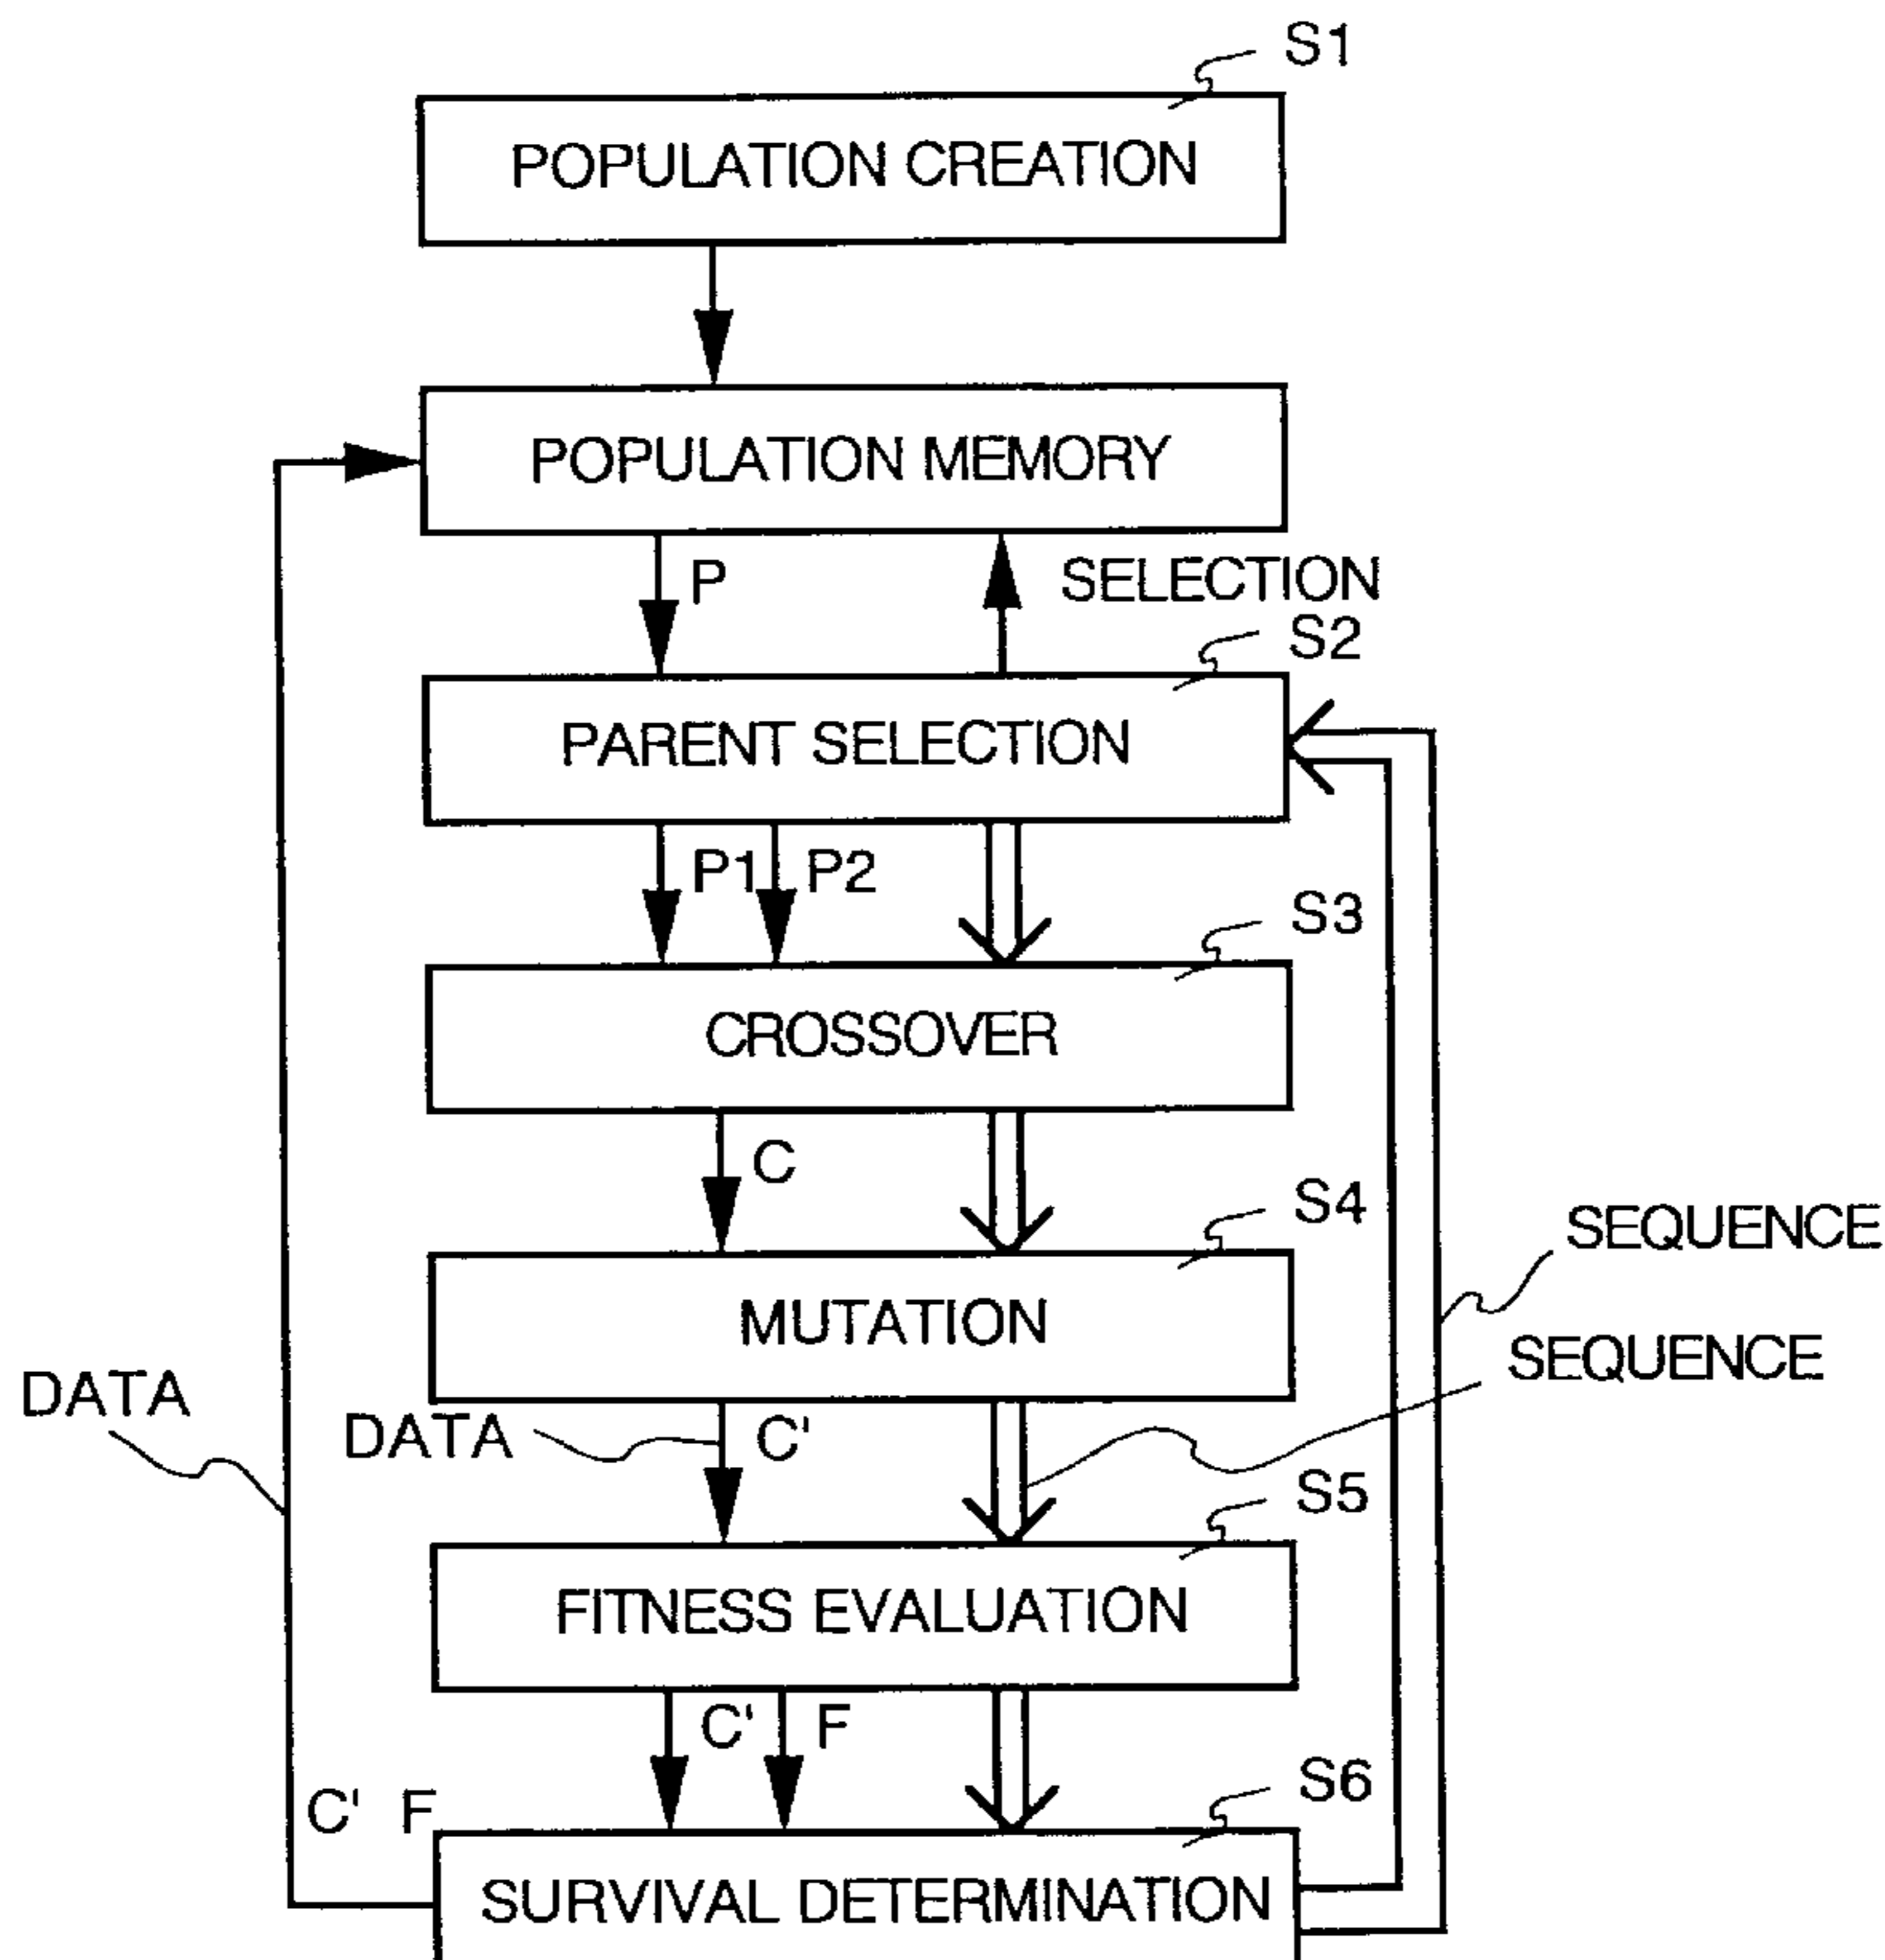 S1
POPULATION CREATION
POPULATION MEMORY
P
SELECTION
S2
PARENT SELECTION
P1 P2
S3
CROSSOVER
C
S4
SEQUENCE
MUTATION
SEQUENCE
DATA
DATA
C'
S5
FITNESS EVALUATION
C' F
S6
C' F
SURVIVAL DETERMINATION